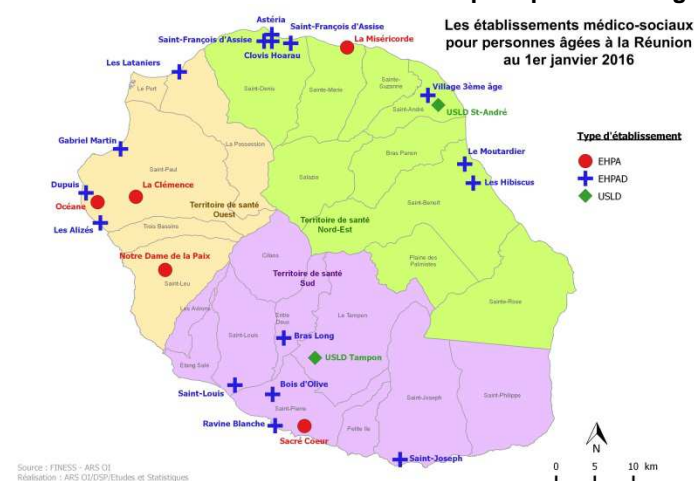 Les établissements médico-sociaux
pour personnes âgées à la Réunion
au 1er janvier 2016
Astéria
Saint-François d'Assise
Saint-François d'Assise
La Miséricorde
Clovis Hoarau
Les Lataniers
Le Port
Saint-Denis
Sainte-Marie
Sainte-
Suzanne
Village 3ème âge
Saint-André
USLD St-André
La Possession
Gabriel Martin
Saint-Paul
Bras Panon
Le Moutardier
Salazie
Les Hibiscus
Dupuis
La Clémence
Océane
Territoire de santé
Ouest
Saint-Benoît
Les Alizés
Trois Bassins
Territoire de santé
Nord-Est
Notre Dame de la Paix
Cilaos
Plaine des
Palmistes
Territoire de santé
Sud
Saint-Leu
Sainte-Rose
Les Avirons
Entre
Deux
Le Tampon
Saint-Louis
Bras Long
Etang Salé
USLD Tampon
Bois d'Olive
Saint-Louis
Saint-Joseph
Saint-Philippe
Saint-Pierre
Ravine Blanche
Sacré Coeur
Petite Ile
Saint-Joseph
Type d'établissement
EHPA
EHPAD
USLD
N
0 5 10 km
Source : FINESS - ARS OI
Réalisation : ARS OI/DSP/Etudes et Statistiques